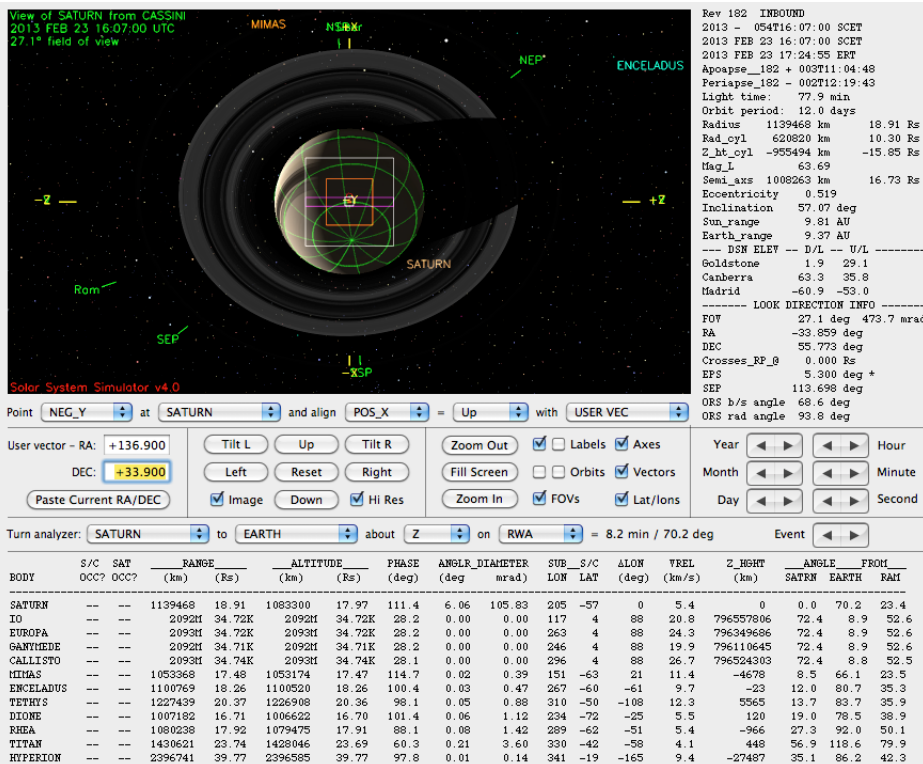 View of SATURN from CASSINI
2013 FEB 23 16:07:00 UTC
27.1° field of view
MIMAS
+X
NEP
ENCELADUS
-Z
+Y
+Z
SATURN
Ram
SEP
-X
SSP
Solar System Simulator v4.0
Rev 182 INBOUND
2013 - 054T16:07:00 SCET
2013 FEB 23 16:07:00 SCET
2013 FEB 23 17:24:55 ERT
Apoapse__182 + 003T11:04:48
Periapse_182 - 002T12:19:43
Light time: 77.9 min
Orbit period: 12.0 days
Radius 1139468 km 18.91 Rs
Rad_cyl 620820 km 10.30 Rs
Z_ht_cyl -955494 km -15.85 Rs
Mag_L 63.69
Semi_axs 1008263 km 16.73 Rs
Eccentricity 0.519
Inclination 57.07 deg
Sun_range 9.81 AU
Earth_range 9.37 AU
--- DSN ELEV -- D/L -- U/L -------
Goldstone 1.9 29.1
Canberra 63.3 35.8
Madrid -60.9 -53.0
------- LOOK DIRECTION INFO -------
FOV 27.1 deg 473.7 mrad
RA -33.859 deg
DEC 55.773 deg
Crosses_RP_@ 0.000 Rs
EPS 5.300 deg *
SEP 113.698 deg
ORS b/s angle 68.6 deg
ORS rad angle 93.8 deg
Point NEG_Y at SATURN and align POS_X = Up with USER VEC
User vector - RA: +136.900 Tilt L Up Tilt R Zoom Out Labels Axes Year Hour
DEC: +33.900 Left Reset Right Fill Screen Orbits Vectors Month Minute
Paste Current RA/DEC Image Down Hi Res Zoom In FOVs Lat/lons Day Second
Turn analyzer: SATURN to EARTH about Z on RWA = 8.2 min / 70.2 deg Event
S/C SAT ___RANGE___ ___ALTITUDE___ PHASE ANGLR_DIAMETER SUB__S/C ΔLON VREL Z_HGHT ___ANGLE___FROM___
BODY OCC? OCC? (km) (Rs) (km) (Rs) (deg) (deg mrad) LON LAT (deg) (km/s) (km) SATRN EARTH RAM
SATURN -- -- 1139468 18.91 1083300 17.97 111.4 6.06 105.83 205 -57 0 5.4 0 0.0 70.2 23.4
IO -- -- 2092M 34.72K 2092M 34.72K 28.2 0.00 0.00 117 4 88 20.8 796557806 72.4 8.9 52.6
EUROPA -- -- 2093M 34.72K 2093M 34.72K 28.2 0.00 0.00 263 4 88 24.3 796349686 72.4 8.9 52.6
GANYMEDE -- -- 2092M 34.71K 2092M 34.71K 28.2 0.00 0.00 246 4 88 19.9 796110645 72.4 8.9 52.6
CALLISTO -- -- 2093M 34.74K 2093M 34.74K 28.1 0.00 0.00 296 4 88 26.7 796524303 72.4 8.8 52.5
MIMAS -- -- 1053368 17.48 1053174 17.47 114.7 0.02 0.39 151 -63 21 11.4 -4678 8.5 66.1 23.5
ENCELADUS -- -- 1100769 18.26 1100520 18.26 100.4 0.03 0.47 267 -60 -61 9.7 -23 12.0 80.7 35.3
TETHYS -- -- 1227439 20.37 1226908 20.36 98.1 0.05 0.88 310 -50 -108 12.3 5565 13.7 83.7 35.9
DIONE -- -- 1007182 16.71 1006622 16.70 101.4 0.06 1.12 234 -72 -25 5.5 120 19.0 78.5 38.9
RHEA -- -- 1080238 17.92 1079475 17.91 88.1 0.08 1.42 289 -62 -51 5.4 -966 27.3 92.0 50.1
TITAN -- -- 1430621 23.74 1428046 23.69 60.3 0.21 3.60 330 -42 -58 4.1 448 56.9 118.6 79.9
HYPERION -- -- 2396741 39.77 2396585 39.77 97.8 0.01 0.14 341 -19 -165 9.4 -27487 35.1 86.2 42.3